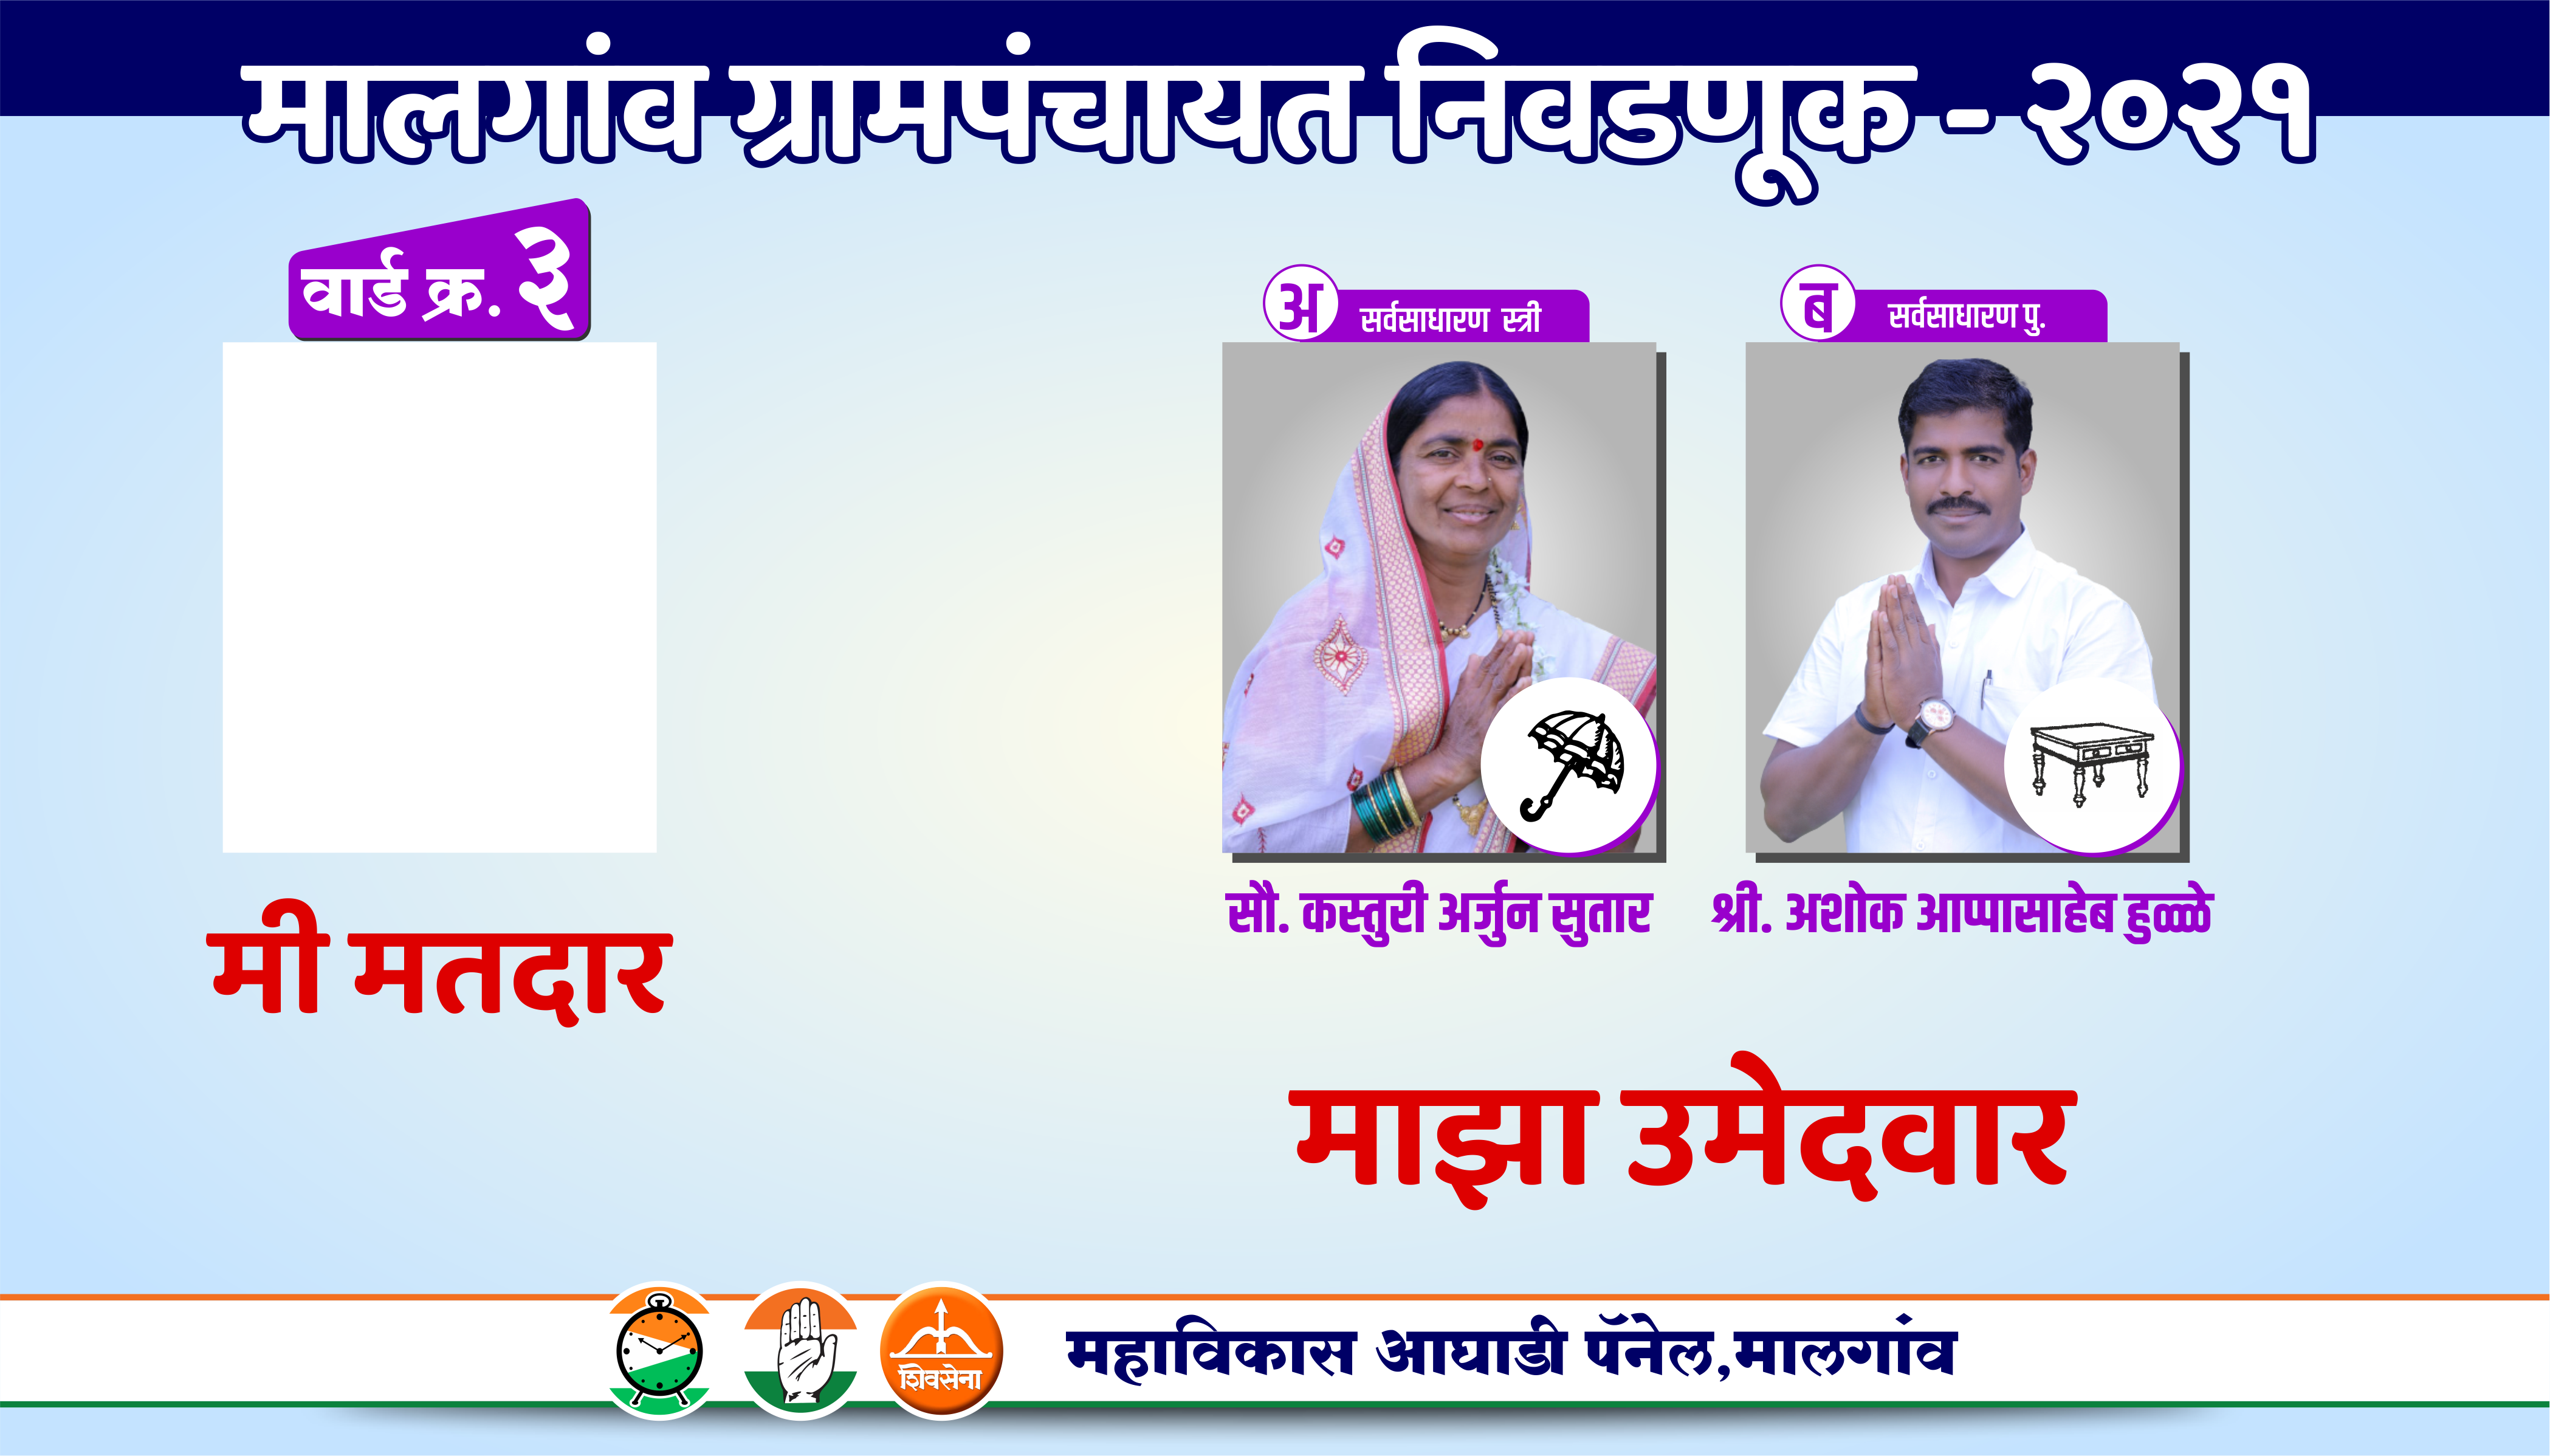 मालगांव ग्रामपंचायत निवडणूक - २०२१
वार्ड क्र. ३
अ सर्वसाधारण स्त्री
ब सर्वसाधारण पु.
सौ. कस्तुरी अर्जुन सुतार
श्री. अशोक आप्पासाहेब हुळ्ळे
मी मतदार
माझा उमेदवार
शिवसेना
महाविकास आघाडी पॅनेल,मालगांव